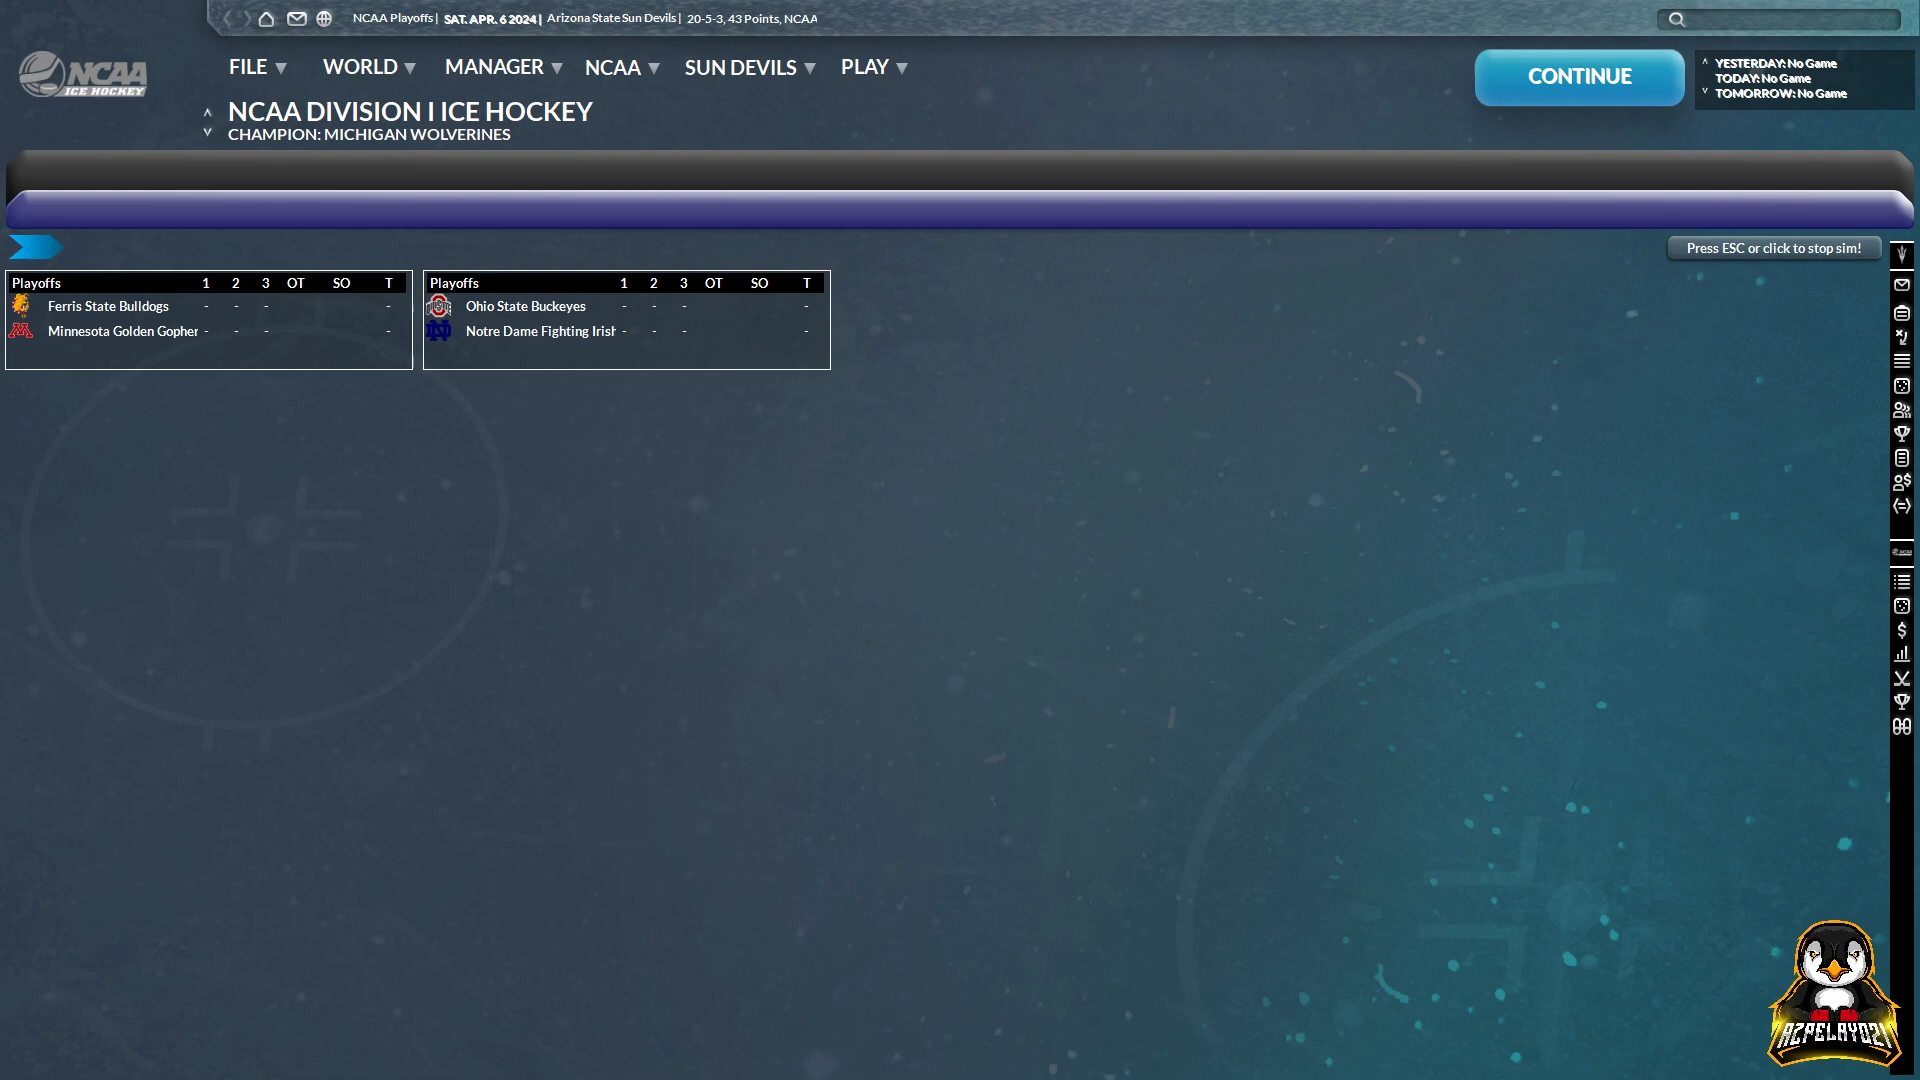 NCAA Playoffs | SAT. APR. 6 2024 | Arizona State Sun Devils | 20-5-3, 43 Points, NCAA
NCAA ICE HOCKEY
FILE WORLD MANAGER NCAA SUN DEVILS PLAY
CONTINUE
YESTERDAY: No Game
TODAY: No Game
TOMORROW: No Game
NCAA DIVISION I ICE HOCKEY
CHAMPION: MICHIGAN WOLVERINES
Press ESC or click to stop sim!
Playoffs 1 2 3 OT SO T
Ferris State Bulldogs - - - -
Minnesota Golden Gopher - - - -
Playoffs 1 2 3 OT SO T
Ohio State Buckeyes - - - -
Notre Dame Fighting Irish - - - -
AZPELAYO21